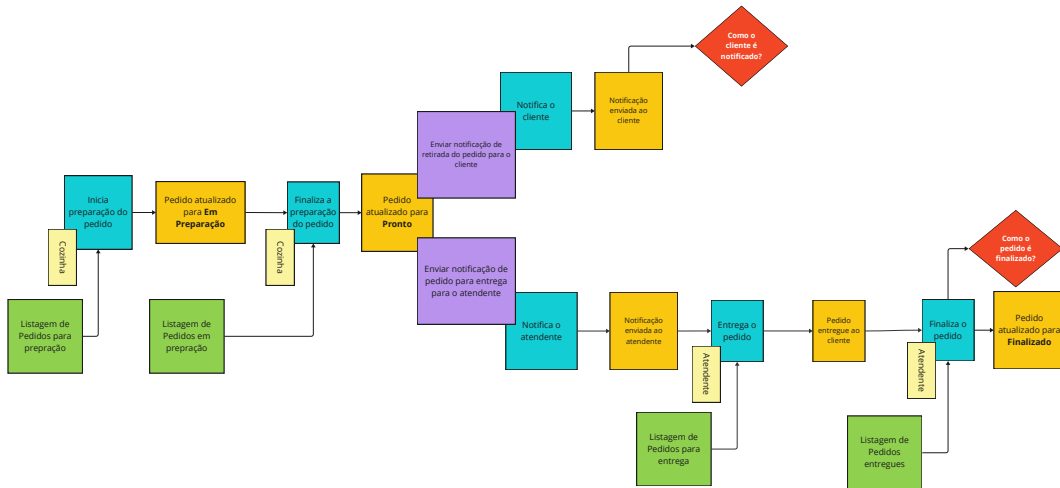 Como o
cliente é
notificado?
Notifica o
cliente
Notificação
enviada ao
cliente
Enviar notificação de
retirada do pedido para o
cliente
Inicia
preparação do
pedido
Pedido atualizado
para Em
Preparação
Finaliza a
preparação
do pedido
Pedido
atualizado para
Pronto
Cozinha
Cozinha
Enviar notificação de
pedido para entrega
para o atendente
Como o
pedido é
finalizado?
Listagem de
Pedidos para
prepração
Listagem de
Pedidos em
prepração
Notifica o
atendente
Notificação
enviada ao
atendente
Entrega o
pedido
Pedido
entregue ao
cliente
Finaliza o
pedido
Pedido
atualizado para
Finalizado
Atendente
Atendente
Listagem de
Pedidos para
entrega
Listagem de
Pedidos
entregues